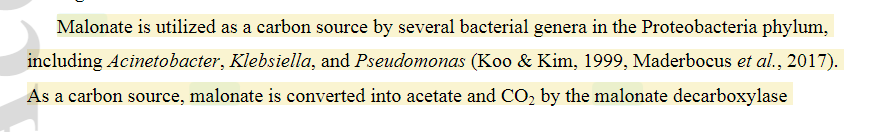 Malonate is utilized as a carbon source by several bacterial genera in the Proteobacteria phylum,
including Acinetobacter, Klebsiella, and Pseudomonas (Koo & Kim, 1999, Maderbocus et al., 2017).
As a carbon source, malonate is converted into acetate and CO₂ by the malonate decarboxylase